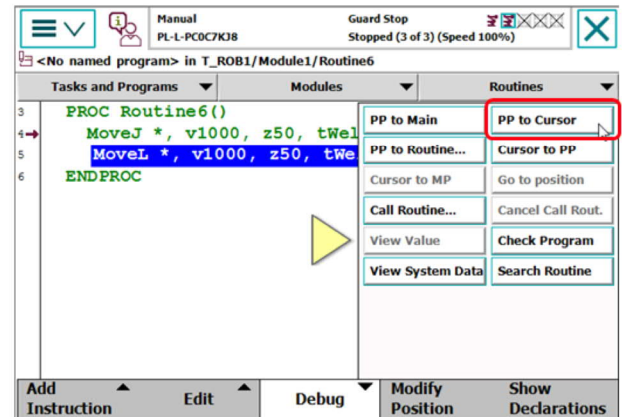 Manual
PL-L-PC0C7KJ8
Guard Stop
Stopped (3 of 3) (Speed 100%)
<No named program> in T_ROB1/Module1/Routine6
Tasks and Programs
Modules
Routines
3 PROC Routine6()
4 MoveJ *, v1000, z50, tWel
5 MoveL *, v1000, z50, tWe
6 ENDPROC
PP to Main
PP to Cursor
PP to Routine...
Cursor to PP
Cursor to MP
Go to position
Call Routine...
Cancel Call Rout.
View Value
Check Program
View System Data
Search Routine
Add
Instruction
Edit
Debug
Modify
Position
Show
Declarations